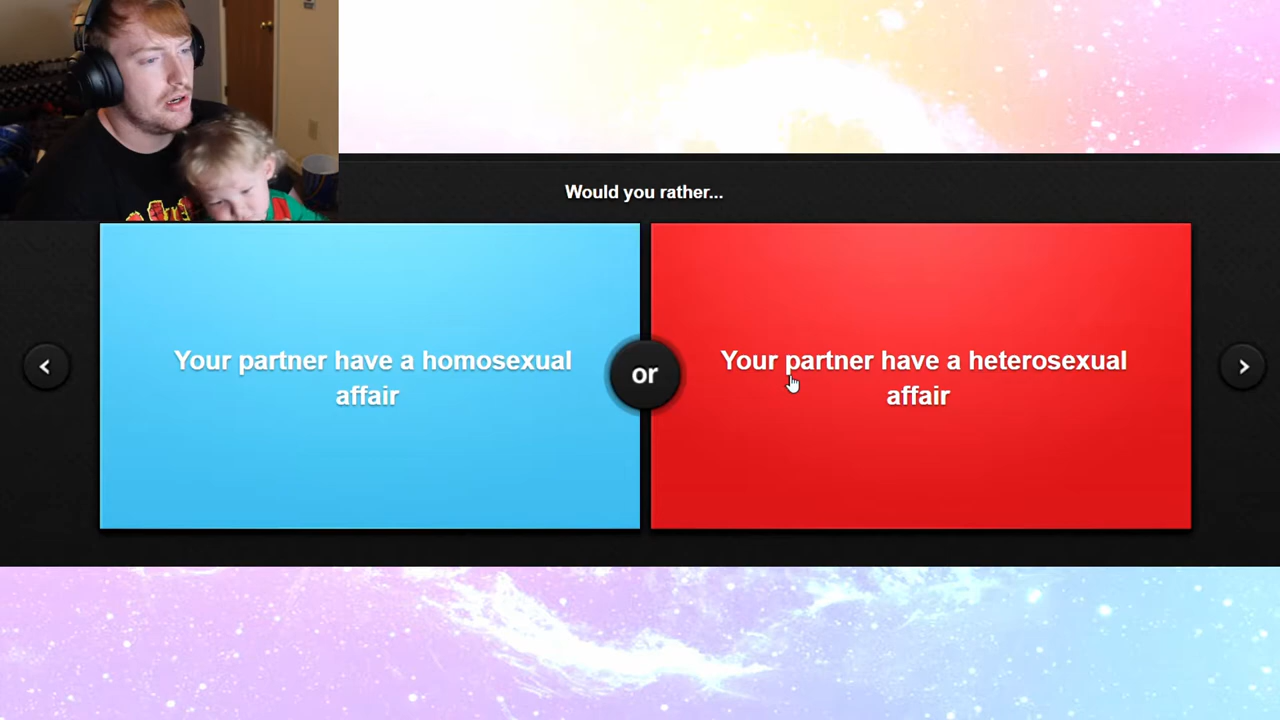 Would you rather...
Your partner have a homosexual
affair
or
Your partner have a heterosexual
affair